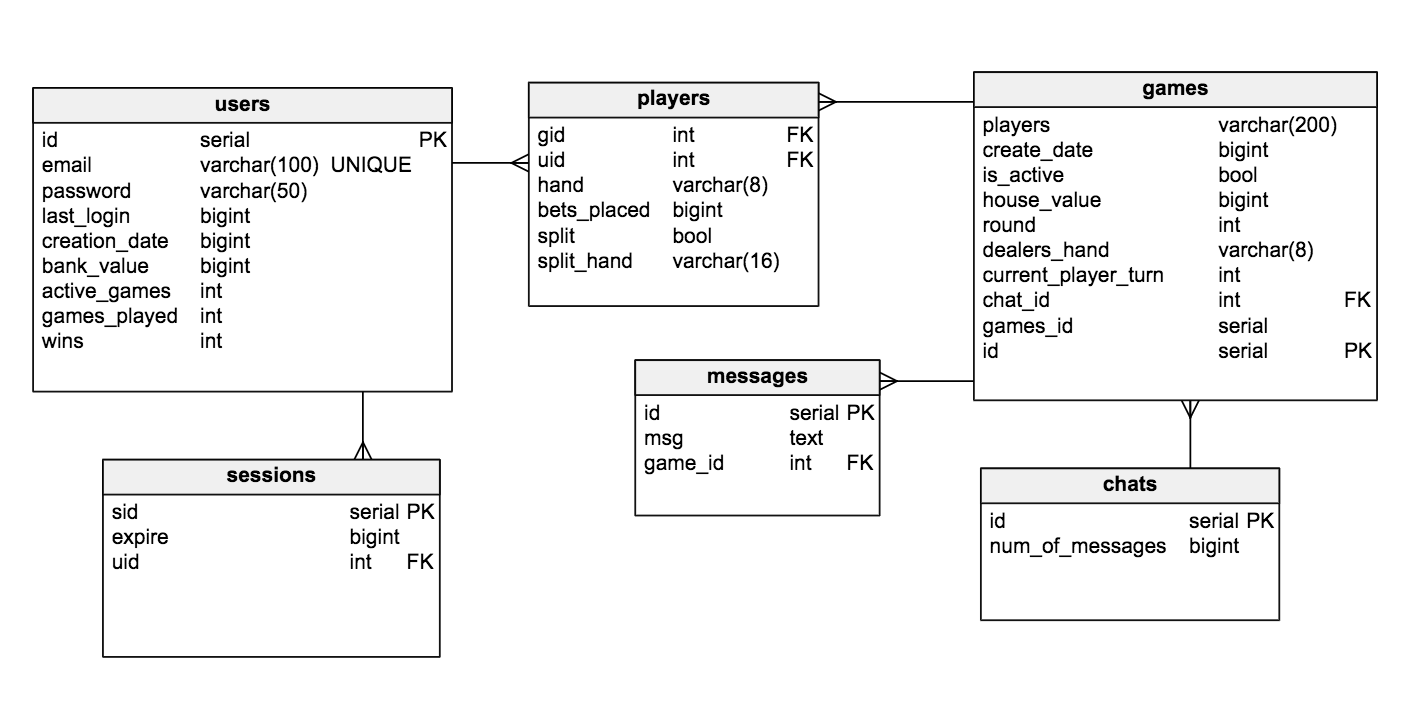 users
id serial PK
email varchar(100) UNIQUE
password varchar(50)
last_login bigint
creation_date bigint
bank_value bigint
active_games int
games_played int
wins int
players
gid int FK
uid int FK
hand varchar(8)
bets_placed bigint
split bool
split_hand varchar(16)
games
players varchar(200)
create_date bigint
is_active bool
house_value bigint
round int
dealers_hand varchar(8)
current_player_turn int
chat_id int FK
games_id serial
id serial PK
messages
id serial PK
msg text
game_id int FK
sessions
sid serial PK
expire bigint
uid int FK
chats
id serial PK
num_of_messages bigint